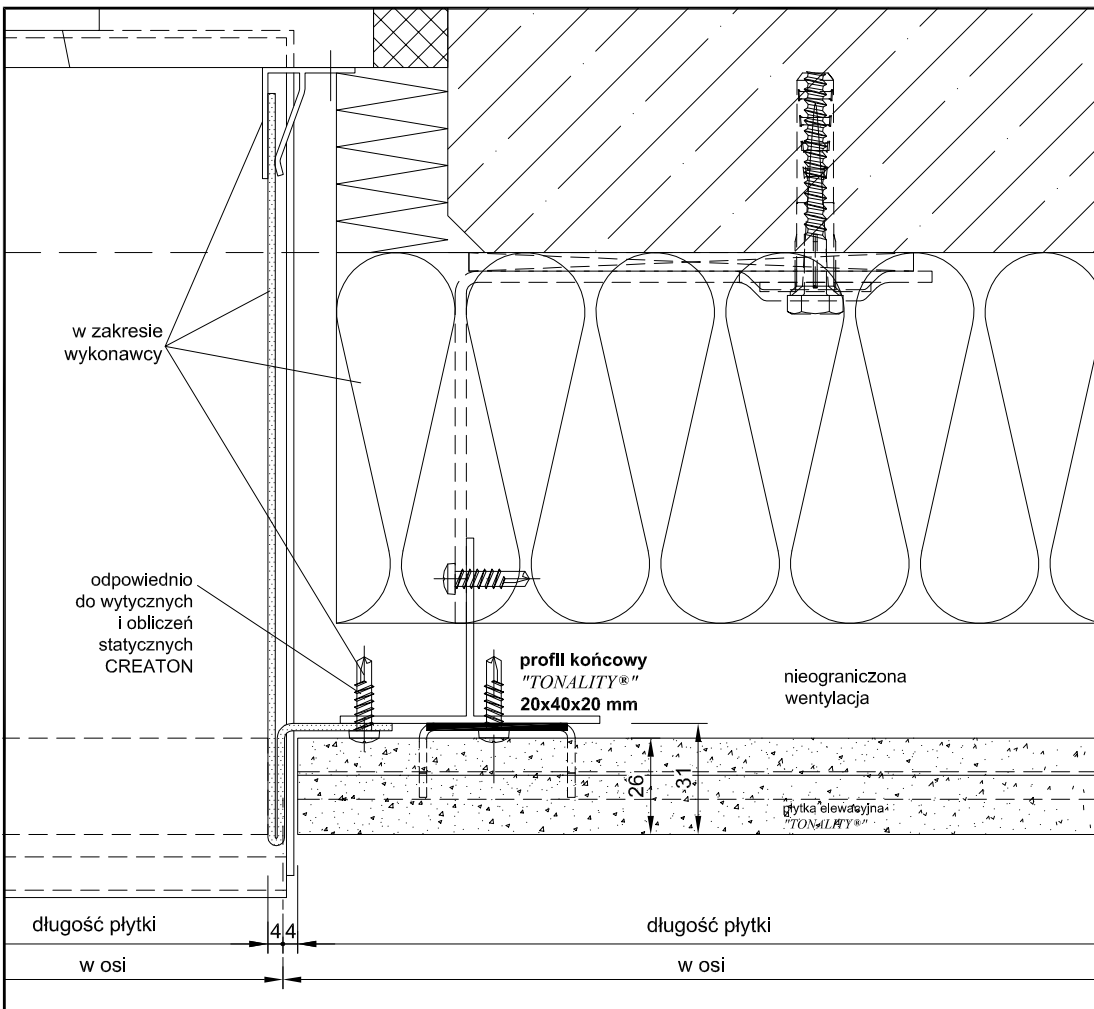 w zakresie
wykonawcy
odpowiednio
do wytycznych
i obliczeń
statycznych
CREATON
profil końcowy
"TONALITY®"
20x40x20 mm
nieograniczona
wentylacja
26
31
płytka elewacyjna
"TONALITY®"
długość płytki
4
4
długość płytki
w osi
w osi